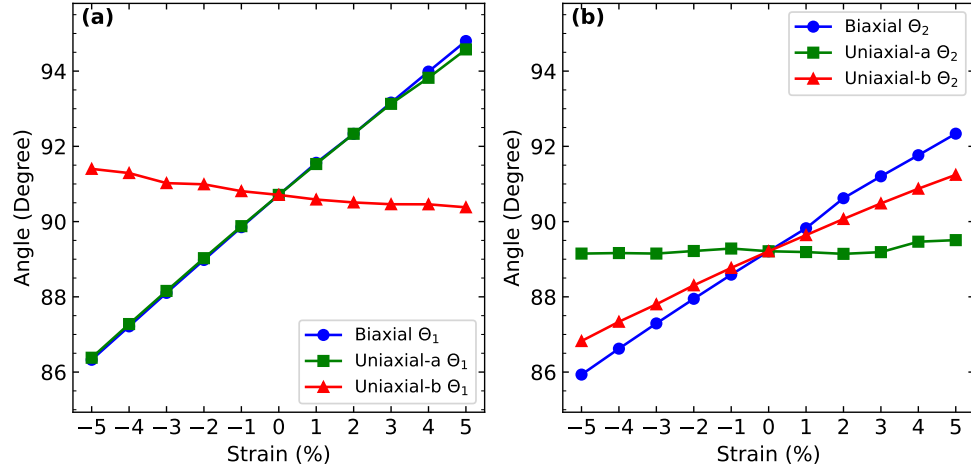 (a)
94
92
90
88
86
Angle (Degree)
Biaxial Θ1
Uniaxial-a Θ1
Uniaxial-b Θ1
−5 −4 −3 −2 −1 0 1 2 3 4 5
Strain (%)
(b)
94
92
90
88
86
Angle (Degree)
Biaxial Θ2
Uniaxial-a Θ2
Uniaxial-b Θ2
−5 −4 −3 −2 −1 0 1 2 3 4 5
Strain (%)